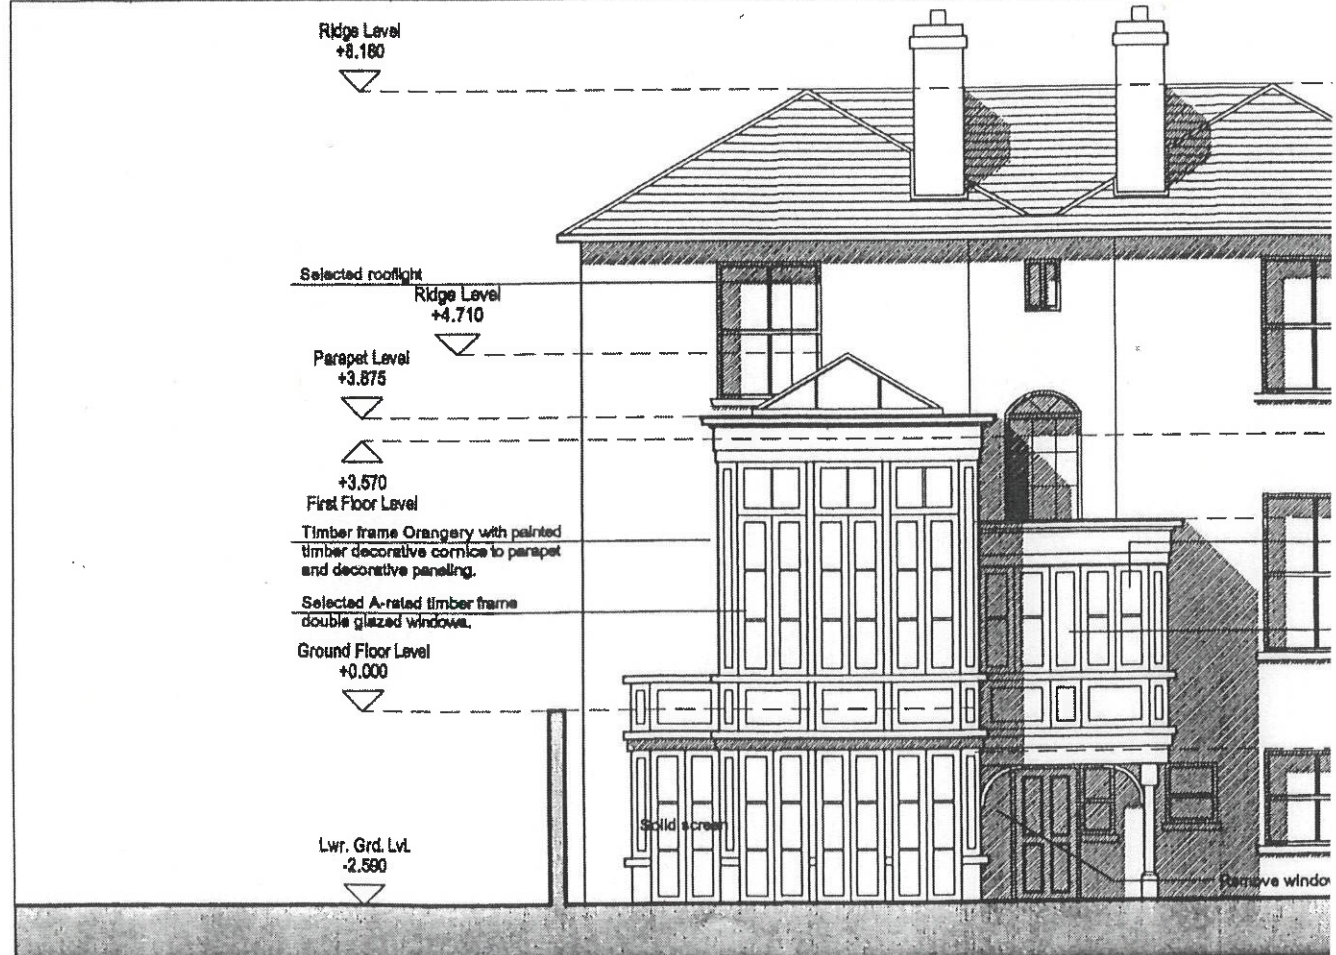 Ridge Level
+8.180
Selected rooflight
Ridge Level
+4.710
Parapet Level
+3.875
+3.570
First Floor Level
Timber frame Orangery with painted
timber decorative cornice to parapet
and decorative paneling.
Selected A-rated timber frame
double glazed windows.
Ground Floor Level
+0.000
Solid screen
Lwr. Grd. Lvl.
-2.590
Remove windo